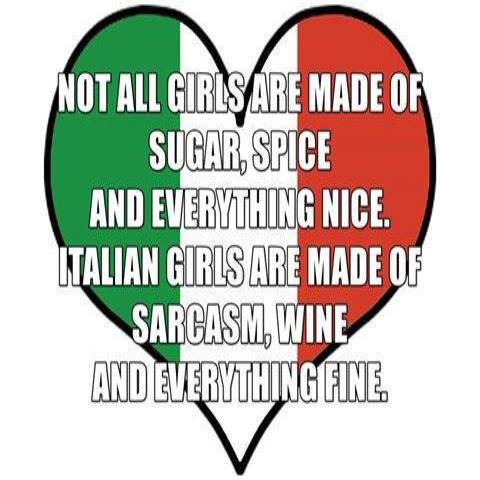 NOT ALL GIRLS ARE MADE OF
SUGAR, SPICE
AND EVERYTHING NICE.
ITALIAN GIRLS ARE MADE OF
SARCASM, WINE
AND EVERYTHING FINE.